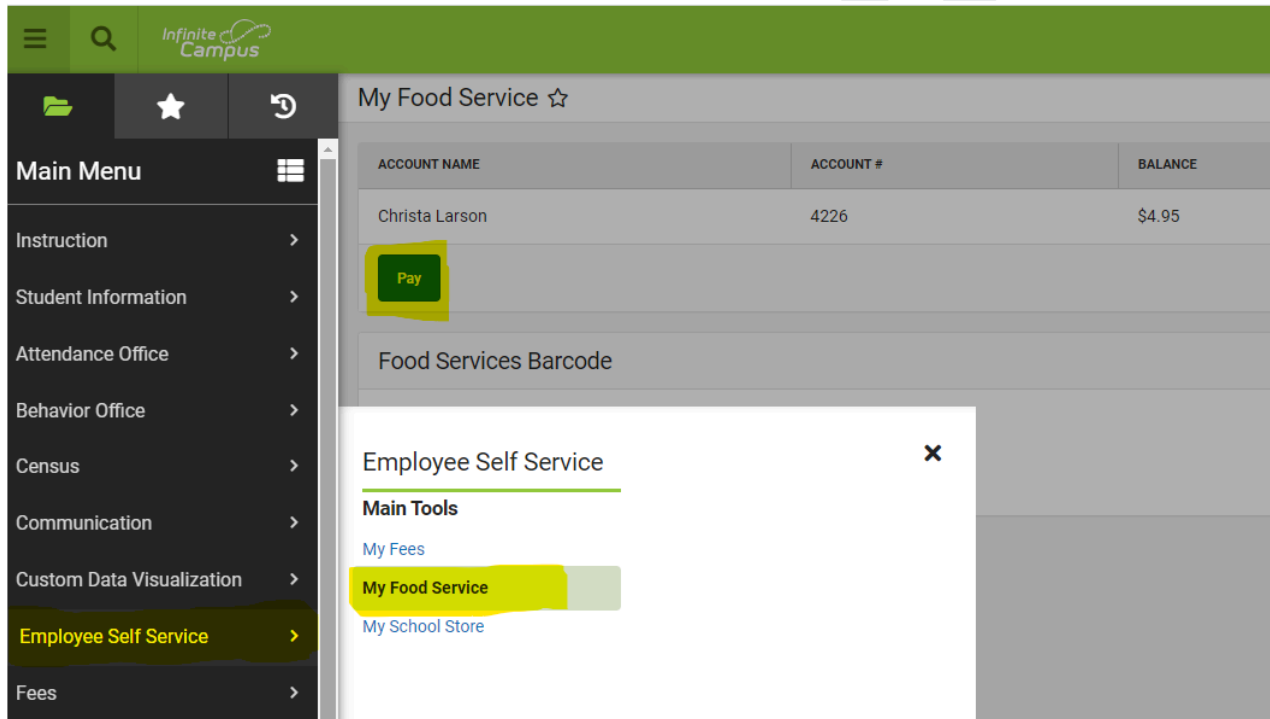 Infinite
Campus
My Food Service
Main Menu
ACCOUNT NAME ACCOUNT # BALANCE
Christa Larson 4226 $4.95
Pay
Food Services Barcode
Instruction
Student Information
Attendance Office
Behavior Office
Census
Communication
Custom Data Visualization
Employee Self Service
Fees
Employee Self Service
Main Tools
My Fees
My Food Service
My School Store